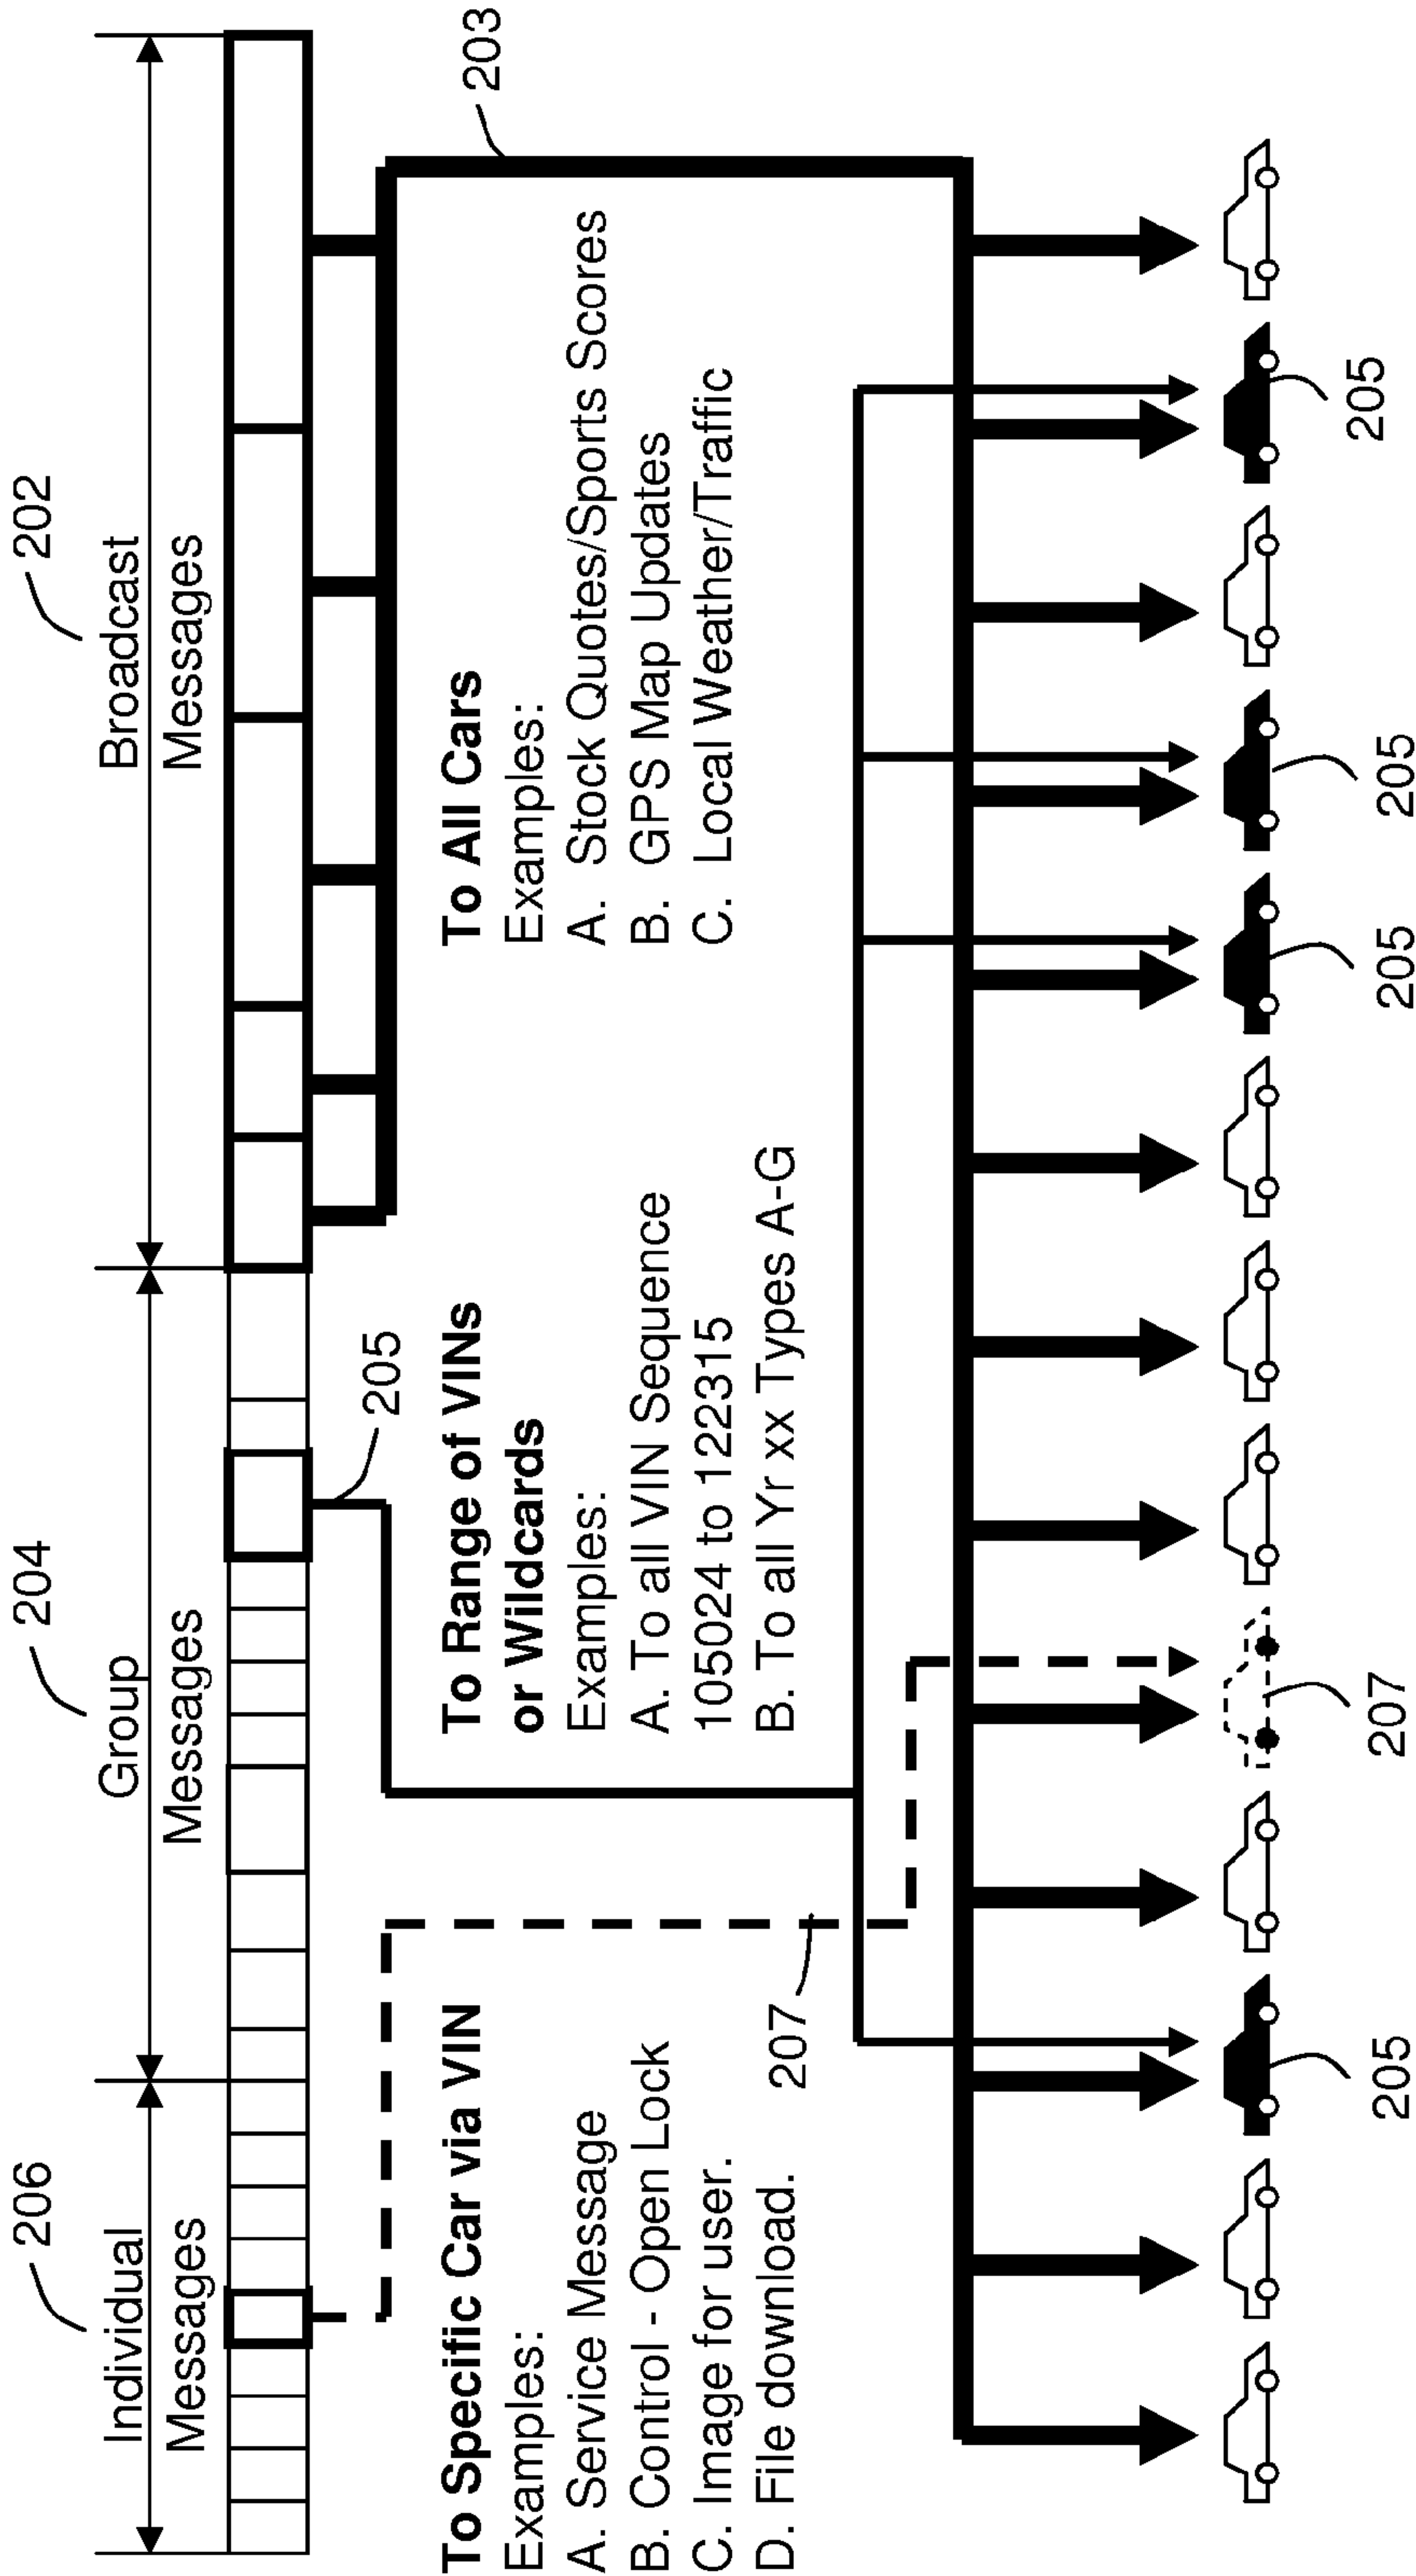 206
204
202
Individual
Messages
Group
Messages
Broadcast
Messages
205
203
To Specific Car via VIN
Examples:
A. Service Message
B. Control - Open Lock
C. Image for user.
D. File download.
To Range of VINs
or Wildcards
Examples:
A. To all VIN Sequence
105024 to 122315
B. To all Yr xx Types A-G
To All Cars
Examples:
A. Stock Quotes/Sports Scores
B. GPS Map Updates
C. Local Weather/Traffic
207
205
207
205
205
205